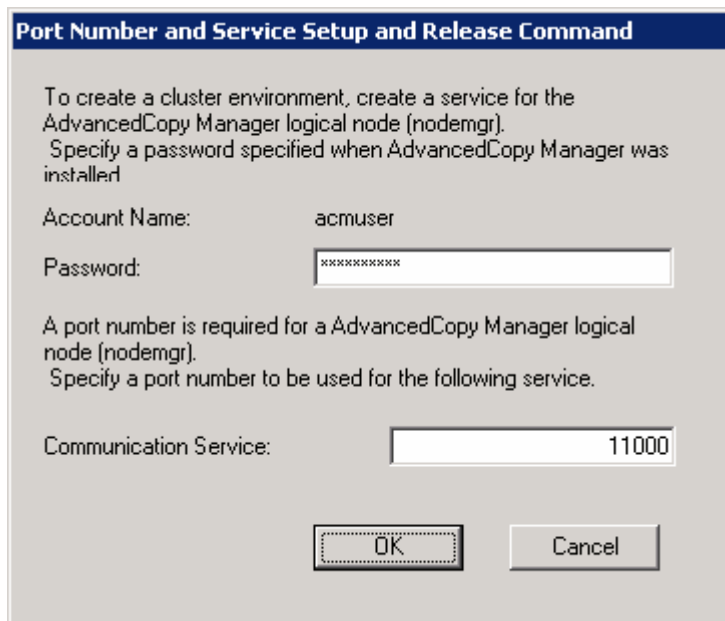 Port Number and Service Setup and Release Command
To create a cluster environment, create a service for the
AdvancedCopy Manager logical node (nodemgr).
Specify a password specified when AdvancedCopy Manager was
installed
Account Name: acmuser
Password: **********
A port number is required for a AdvancedCopy Manager logical
node (nodemgr).
Specify a port number to be used for the following service.
Communication Service: 11000
OK Cancel